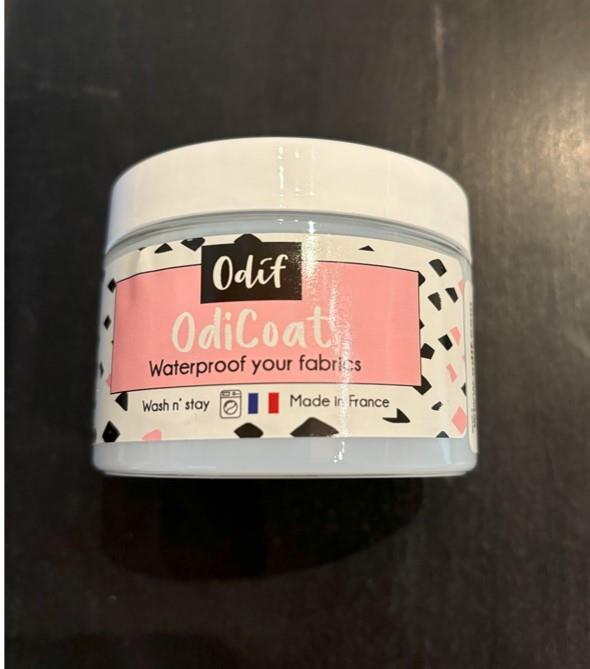 Odif
OdiCoat
Waterproof your fabrics
Wash n' stay
Made in France